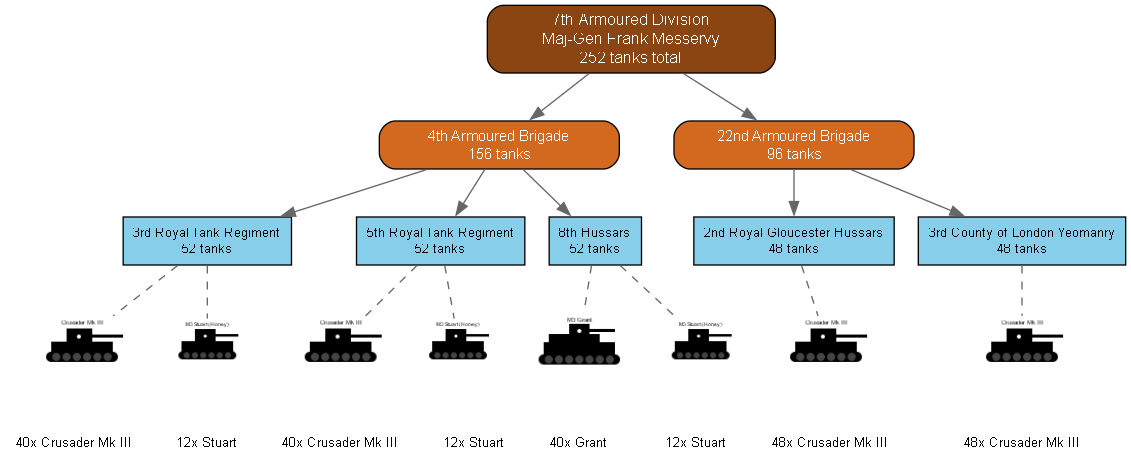 7th Armoured Division
Maj-Gen Frank Messervy
252 tanks total
4th Armoured Brigade
156 tanks
22nd Armoured Brigade
96 tanks
3rd Royal Tank Regiment
52 tanks
5th Royal Tank Regiment
52 tanks
8th Hussars
52 tanks
2nd Royal Gloucester Hussars
48 tanks
3rd County of London Yeomanry
48 tanks
Crusader Mk III
M3 Stuart (Honey)
Crusader Mk III
M3 Stuart (Honey)
M3 Grant
M3 Stuart (Honey)
Crusader Mk III
Crusader Mk III
40x Crusader Mk III
12x Stuart
40x Crusader Mk III
12x Stuart
40x Grant
12x Stuart
48x Crusader Mk III
48x Crusader Mk III